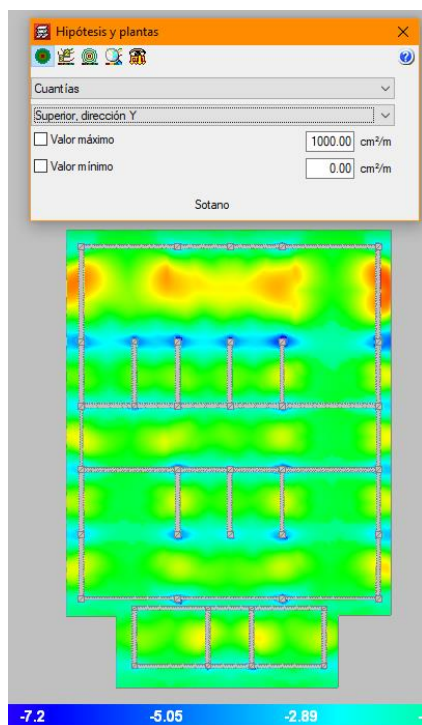 Hipótesis y plantas
Cuantías
Superior, dirección Y
Valor máximo 1000.00 cm²/m
Valor mínimo 0.00 cm²/m
Sotano
-7.2 -5.05 -2.89